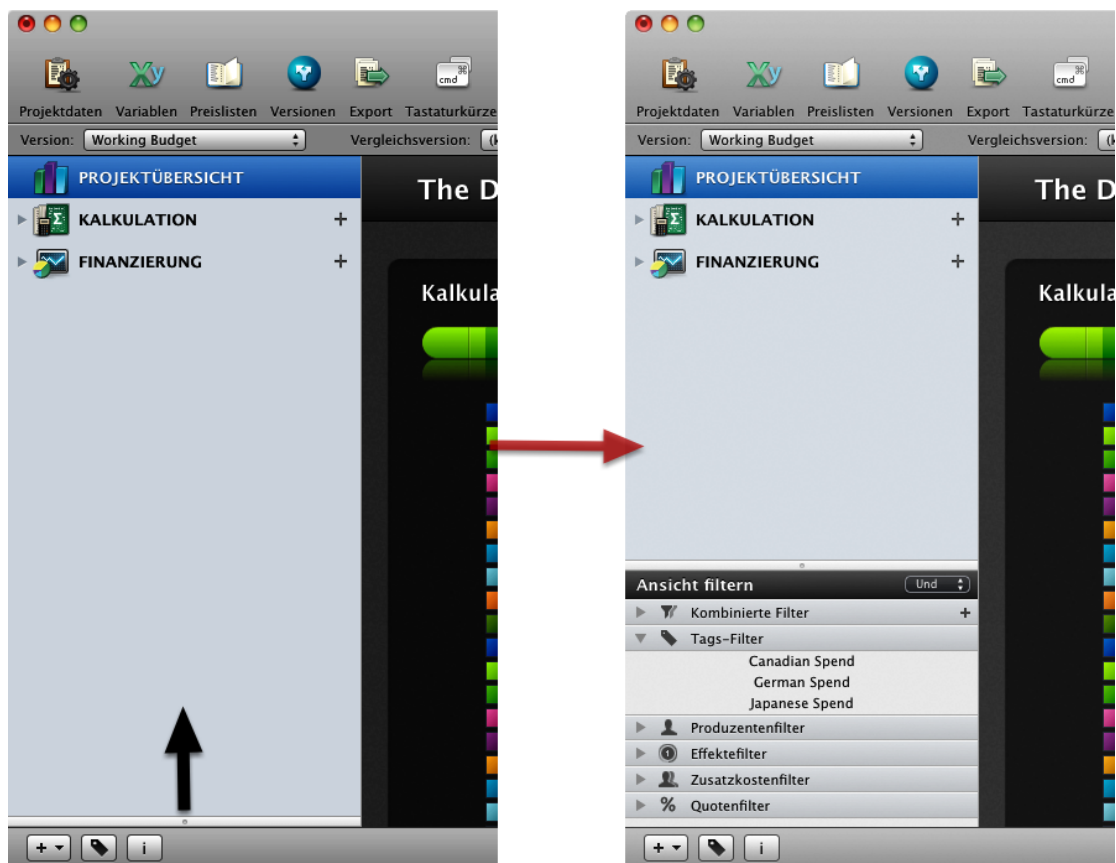 Projektdaten Variablen Preislisten Versionen Export Tastaturkürze
Version: Working Budget Vergleichsversion: (k
PROJEKTÜBERSICHT
KALKULATION
FINANZIERUNG
The D
Kalkula
i
Projektdaten Variablen Preislisten Versionen Export Tastaturkürze
Version: Working Budget Vergleichsversion: (k
PROJEKTÜBERSICHT
KALKULATION
FINANZIERUNG
The D
Kalkula
Ansicht filtern Und
Kombinierte Filter
Tags-Filter
Canadian Spend
German Spend
Japanese Spend
Produzentenfilter
Effektefilter
Zusatzkostenfilter
% Quotenfilter
i